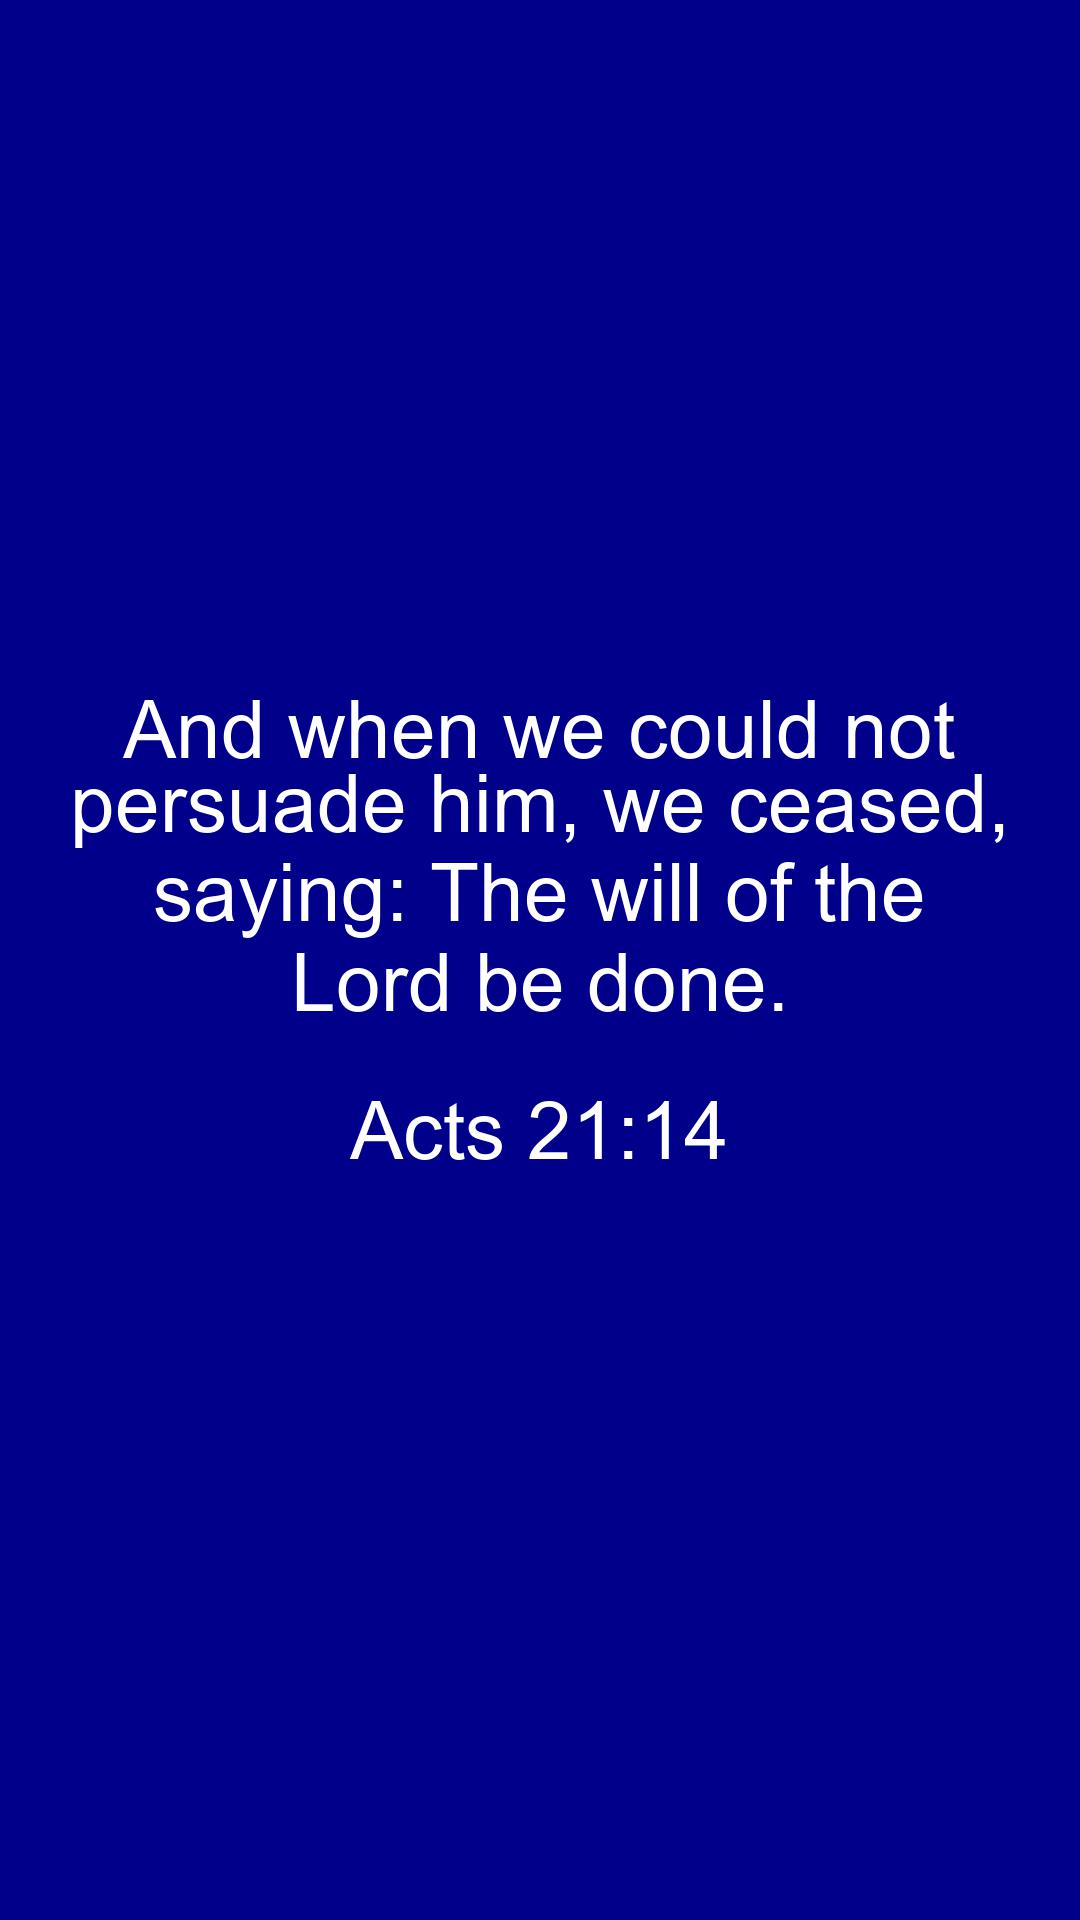 And when we could not
persuade him, we ceased,
saying: The will of the
Lord be done.
Acts 21:14